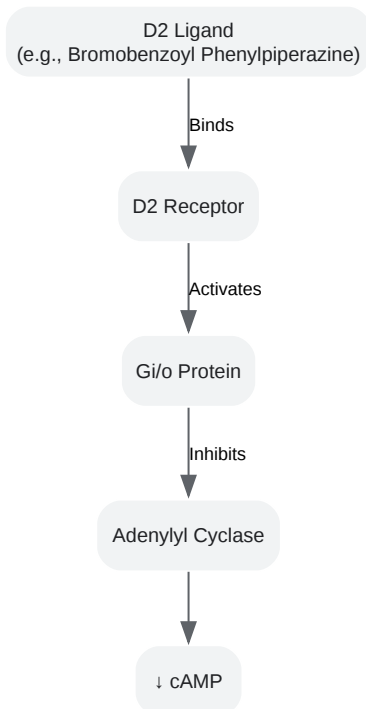 D2 Ligand
(e.g., Bromobenzoyl Phenylpiperazine)
Binds
D2 Receptor
Activates
Gi/o Protein
Inhibits
Adenylyl Cyclase
↓ cAMP